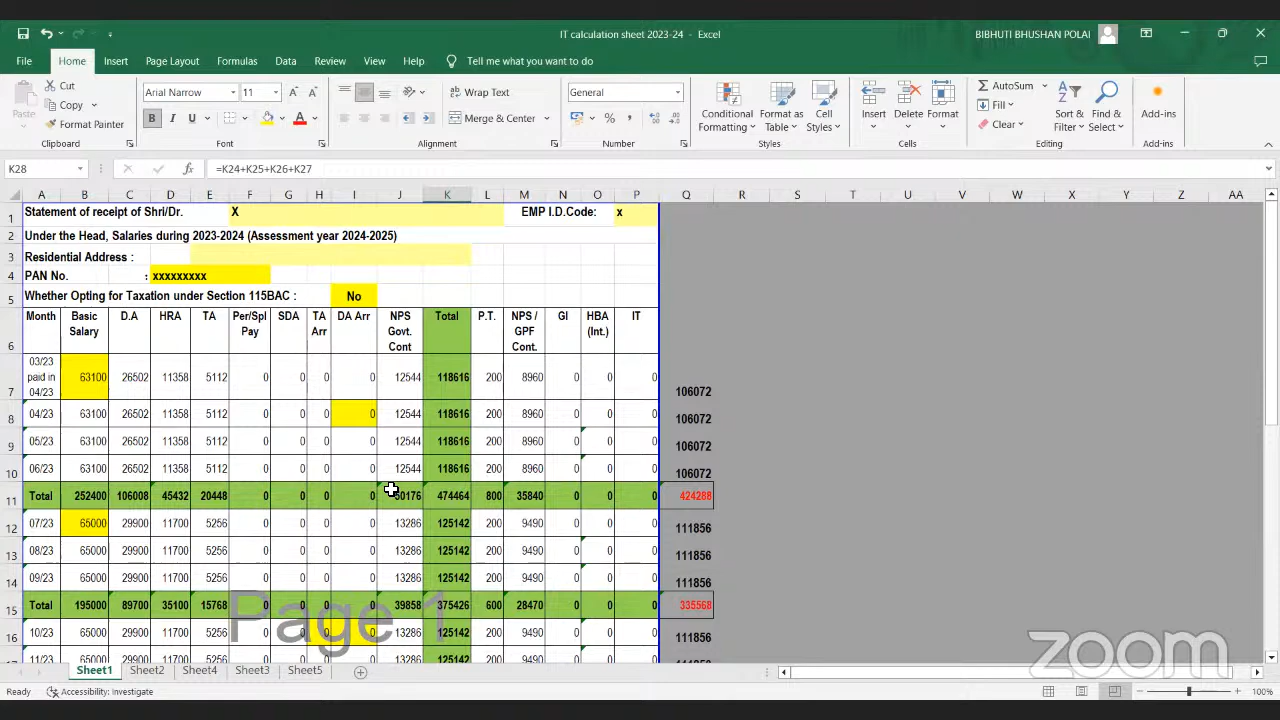 IT calculation sheet 2023-24 - Excel
BIBHUTI BHUSHAN POLAI
File Home Insert Page Layout Formulas Data Review View Help Tell me what you want to do
Paste
Cut
Copy
Format Painter
Clipboard
Arial Narrow 11
B I U
Font
Wrap Text
Merge & Center
Alignment
General
Number
Conditional Formatting
Format as Table
Cell Styles
Styles
Insert Delete Format
Cells
AutoSum
Fill
Clear
Sort & Filter
Find & Select
Editing
Add-ins
Add-ins
K28 fx =K24+K25+K26+K27
A B C D E F G H I J K L M N O P Q R S T U V W X Y Z AA
1 Statement of receipt of Shri/Dr. X EMP I.D.Code: x
2 Under the Head, Salaries during 2023-2024 (Assessment year 2024-2025)
3 Residential Address :
4 PAN No. : xxxxxxxxx
5 Whether Opting for Taxation under Section 115BAC : No
6 Month Basic Salary D.A HRA TA Per/Spl Pay SDA TA Arr DA Arr NPS Govt. Cont Total P.T. NPS / GPF Cont. GI HBA (Int.) IT
7 03/23 paid in 04/23 63100 26502 11358 5112 0 0 0 0 12544 118616 200 8960 0 0 0 106072
8 04/23 63100 26502 11358 5112 0 0 0 0 12544 118616 200 8960 0 0 0 106072
9 05/23 63100 26502 11358 5112 0 0 0 0 12544 118616 200 8960 0 0 0 106072
10 06/23 63100 26502 11358 5112 0 0 0 0 12544 118616 200 8960 0 0 0 106072
11 Total 252400 106008 45432 20448 0 0 0 0 50176 474464 800 35840 0 0 0 424288
12 07/23 65000 29900 11700 5256 0 0 0 0 13286 125142 200 9490 0 0 0 111856
13 08/23 65000 29900 11700 5256 0 0 0 0 13286 125142 200 9490 0 0 0 111856
14 09/23 65000 29900 11700 5256 0 0 0 0 13286 125142 200 9490 0 0 0 111856
15 Total 195000 89700 35100 15768 0 0 0 0 39858 375426 600 28470 0 0 0 335568
16 10/23 65000 29900 11700 5256 0 0 0 0 13286 125142 200 9490 0 0 0 111856
11/23 65000 29900 11700 5256 0 0 0 0 13286 125142 200 9490 0 0 0
Page 1
zoom
Sheet1 Sheet2 Sheet4 Sheet3 Sheet5
Ready Accessibility: Investigate 100%